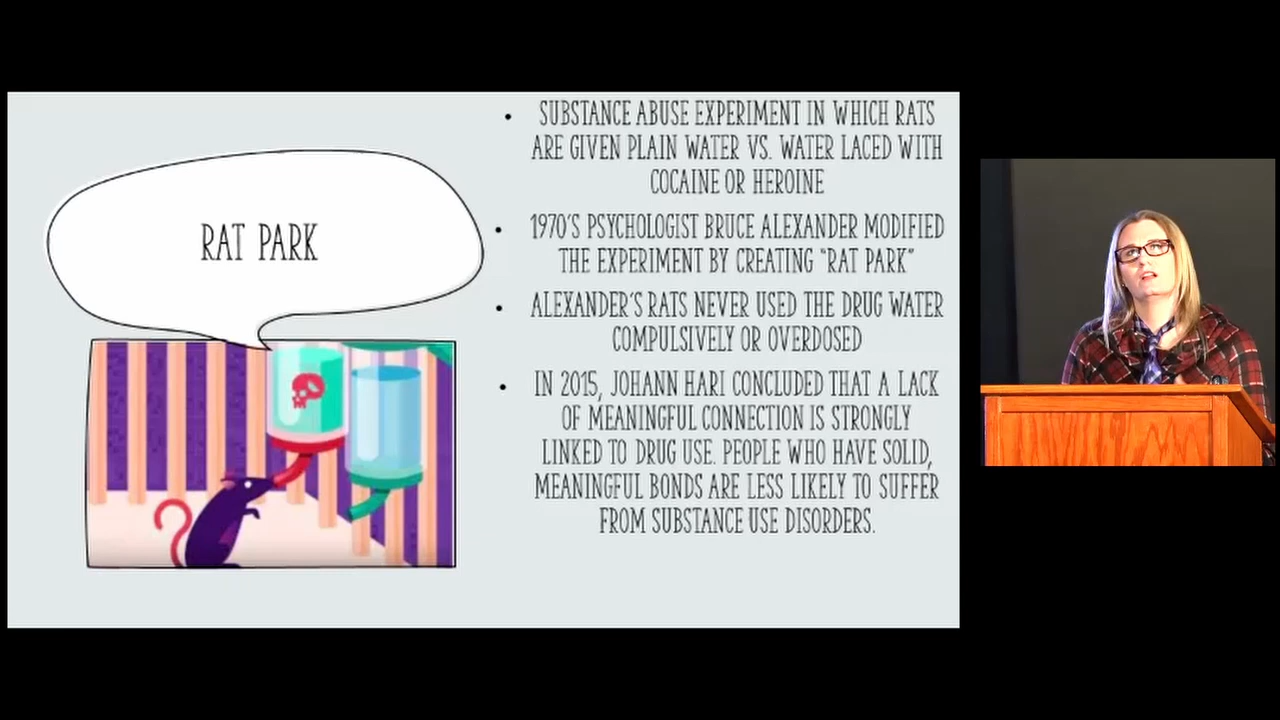 RAT PARK
• SUBSTANCE ABUSE EXPERIMENT IN WHICH RATS
ARE GIVEN PLAIN WATER VS. WATER LACED WITH
COCAINE OR HEROINE
• 1970'S PSYCHOLOGIST BRUCE ALEXANDER MODIFIED
THE EXPERIMENT BY CREATING "RAT PARK"
• ALEXANDER'S RATS NEVER USED THE DRUG WATER
COMPULSIVELY OR OVERDOSED
• IN 2015, JOHANN HARI CONCLUDED THAT A LACK
OF MEANINGFUL CONNECTION IS STRONGLY
LINKED TO DRUG USE. PEOPLE WHO HAVE SOLID,
MEANINGFUL BONDS ARE LESS LIKELY TO SUFFER
FROM SUBSTANCE USE DISORDERS.